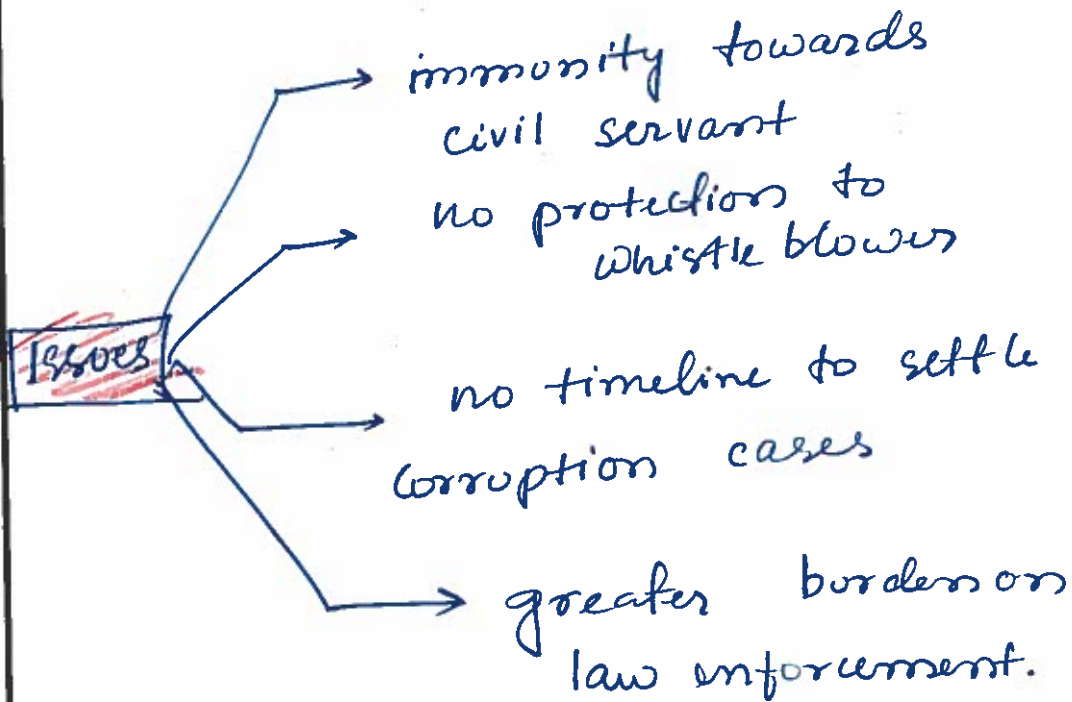 immunity towards
civil servant
no protection to
whistle blower
Issues
no timeline to settle
corruption cases
greater burden on
law enforcement.